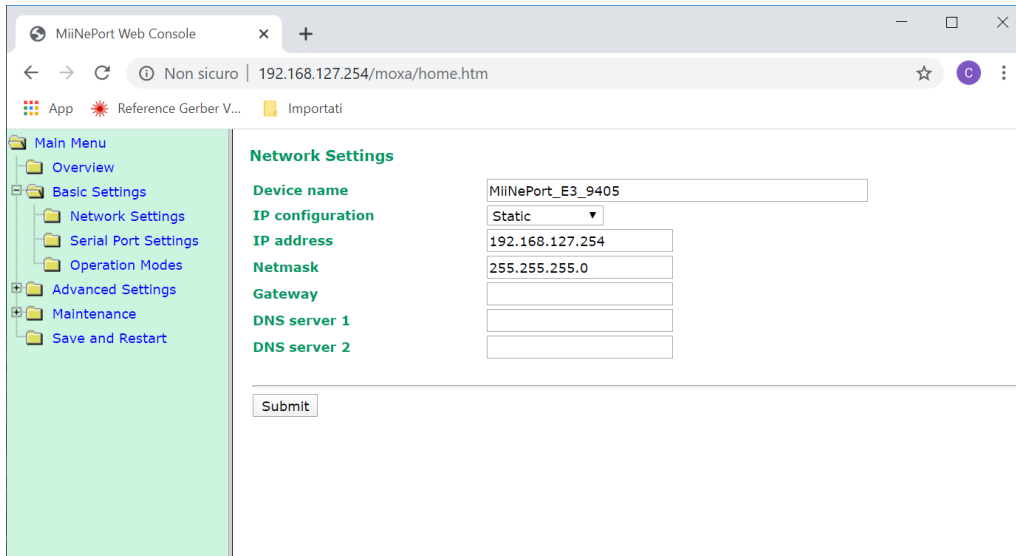 MiiNePort Web Console
Non sicuro | 192.168.127.254/moxa/home.htm
C
App Reference Gerber V... Importati
Main Menu
Overview
Basic Settings
Network Settings
Serial Port Settings
Operation Modes
Advanced Settings
Maintenance
Save and Restart
Network Settings
Device name MiiNePort_E3_9405
IP configuration Static
IP address 192.168.127.254
Netmask 255.255.255.0
Gateway
DNS server 1
DNS server 2
Submit